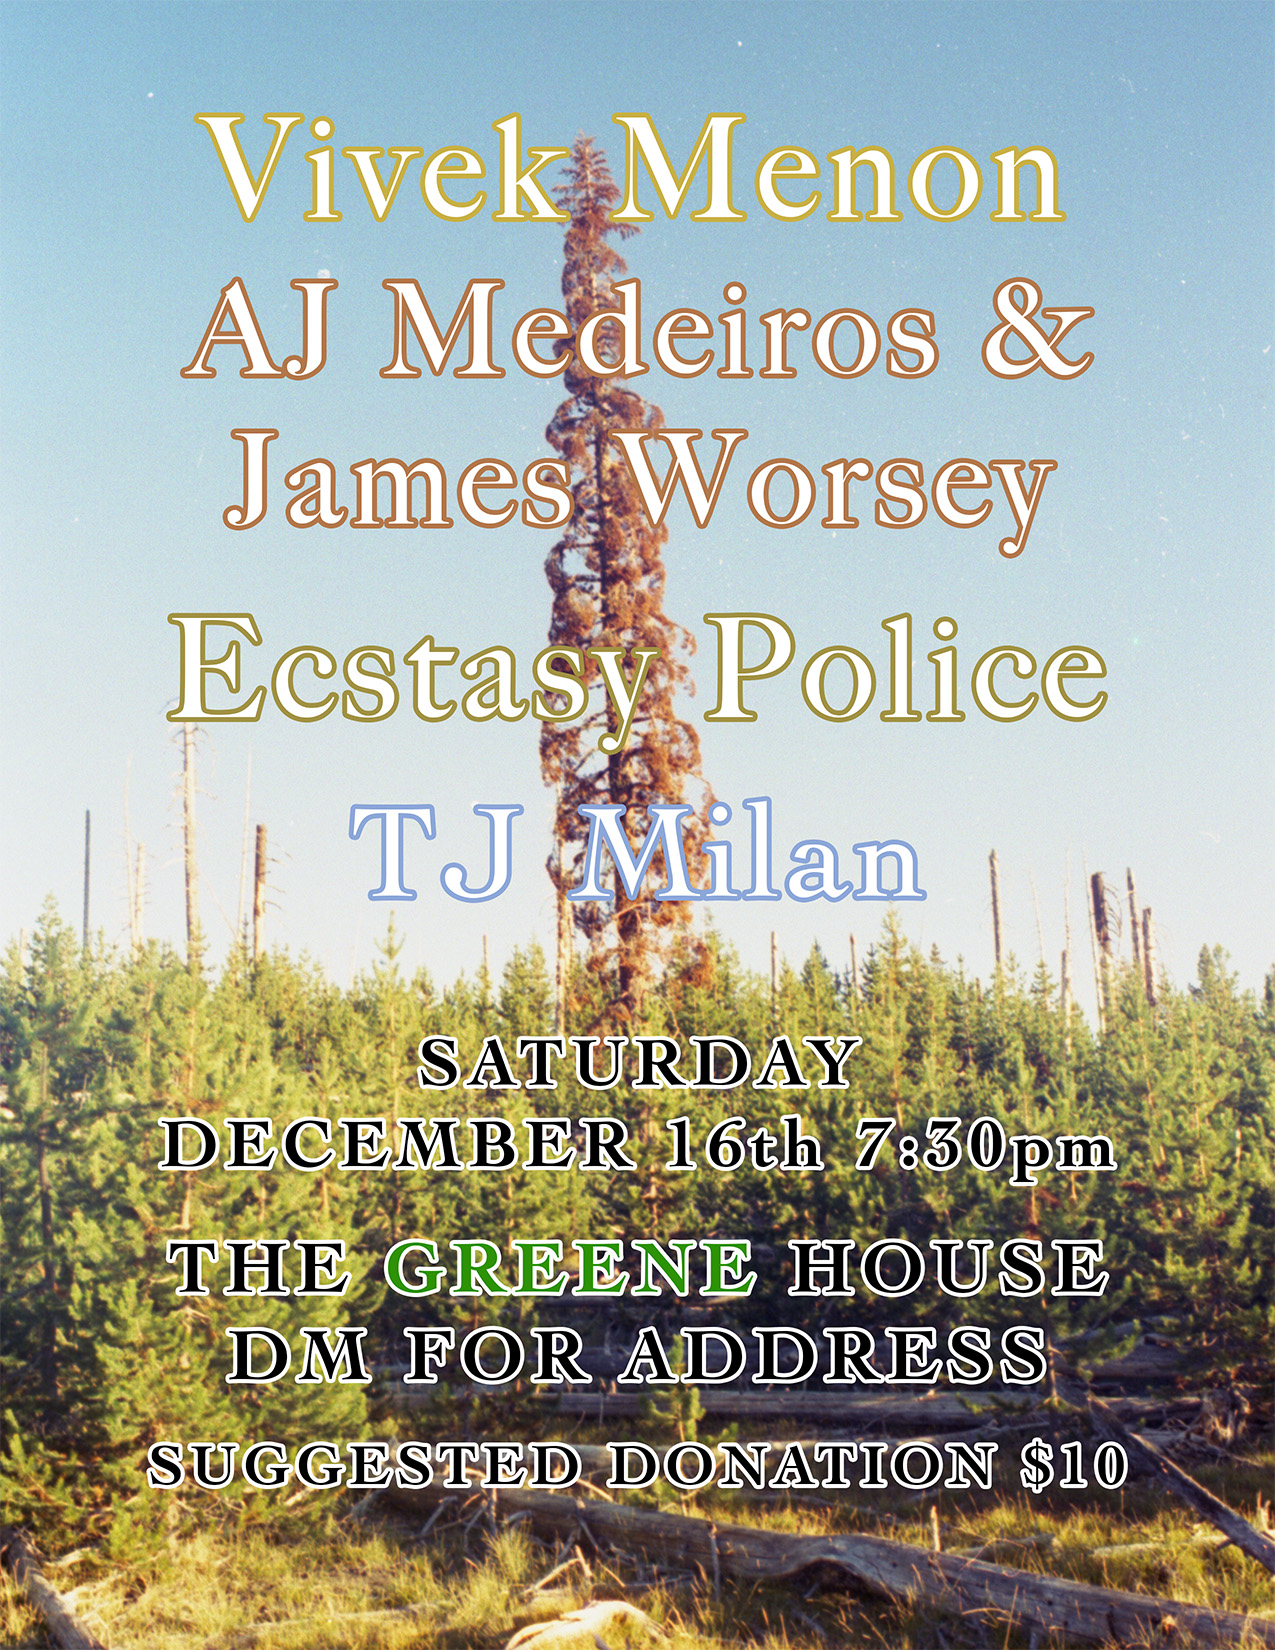 Vivek Menon
AJ Medeiros &
James Worsey
Ecstasy Police
TJ Milan
SATURDAY
DECEMBER 16th 7:30pm
THE GREENE HOUSE
DM FOR ADDRESS
SUGGESTED DONATION $10